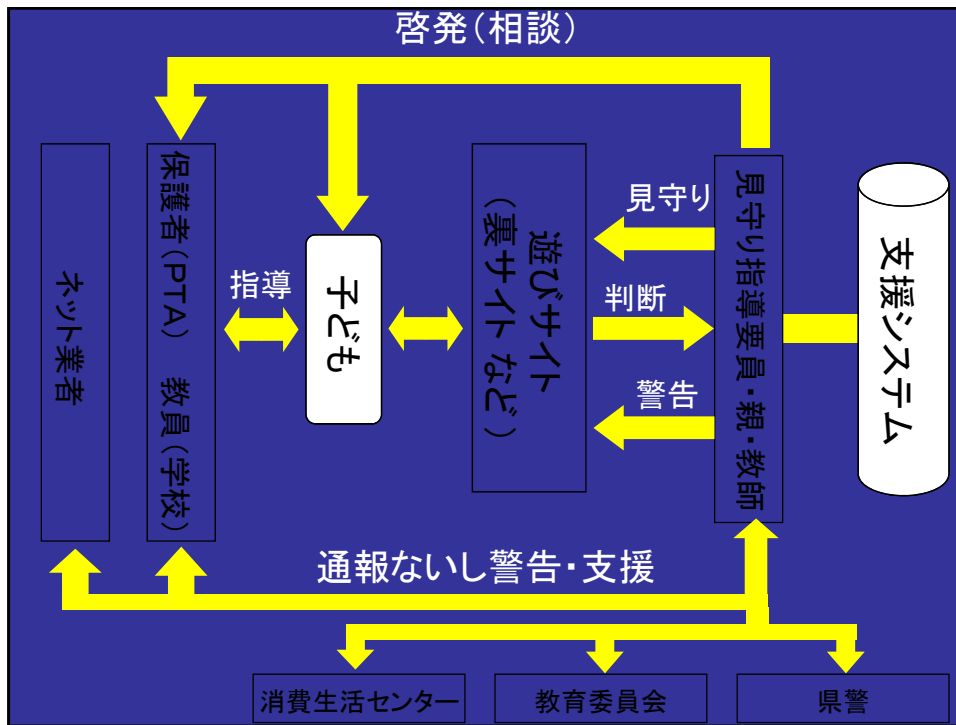 啓発(相談)
ネット業者
保護者(PTA)　教員(学校)
指導
子ども
遊びサイト
(裏サイト など)
見守り
判断
警告
見守り指導要員・親・教師
支援システム
通報ないし警告・支援
消費生活センター
教育委員会
県警